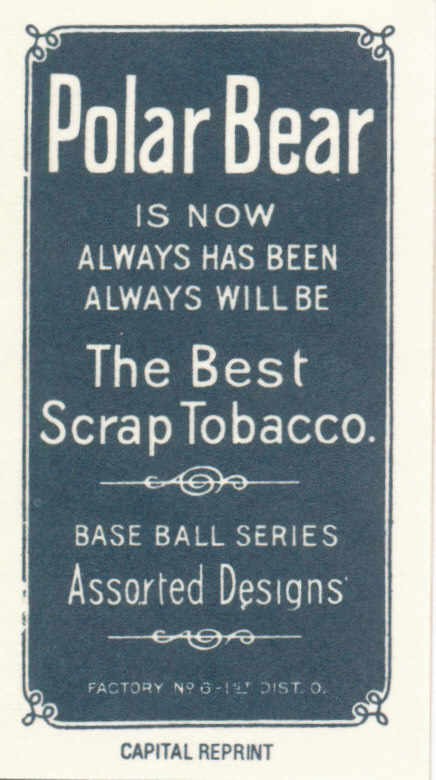 Polar Bear
IS NOW
ALWAYS HAS BEEN
ALWAYS WILL BE
The Best
Scrap Tobacco.
BASE BALL SERIES
Assorted Designs
FACTORY Nº 6-1ST DIST. O.
CAPITAL REPRINT